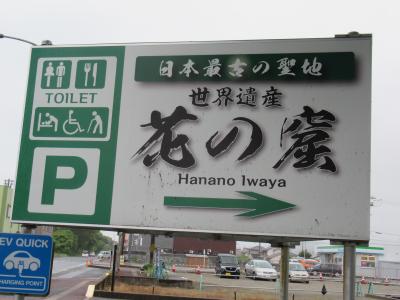 日本最古の聖地
世界遺産
花の窟
Hanano Iwaya
TOILET
P
EV QUICK
CHARGING POINT